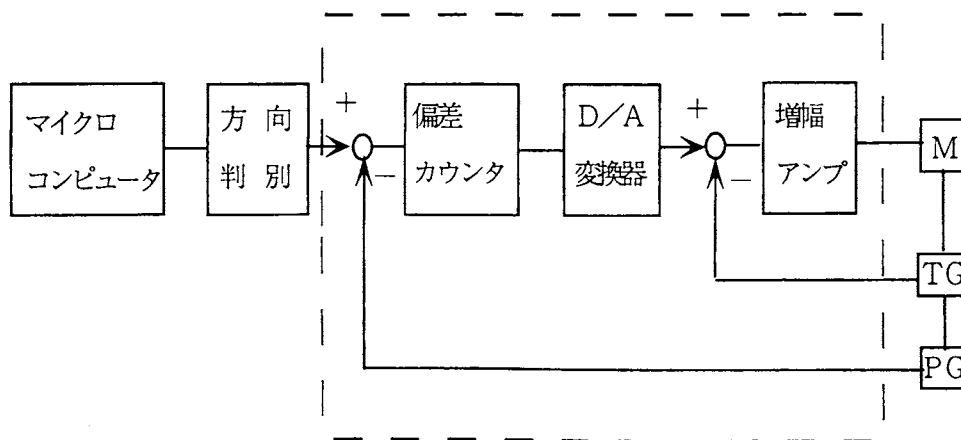 マイクロ
コンピュータ
方向
判別
+
−
偏差
カウンタ
D／A
変換器
+
−
増幅
アンプ
M
TG
PG